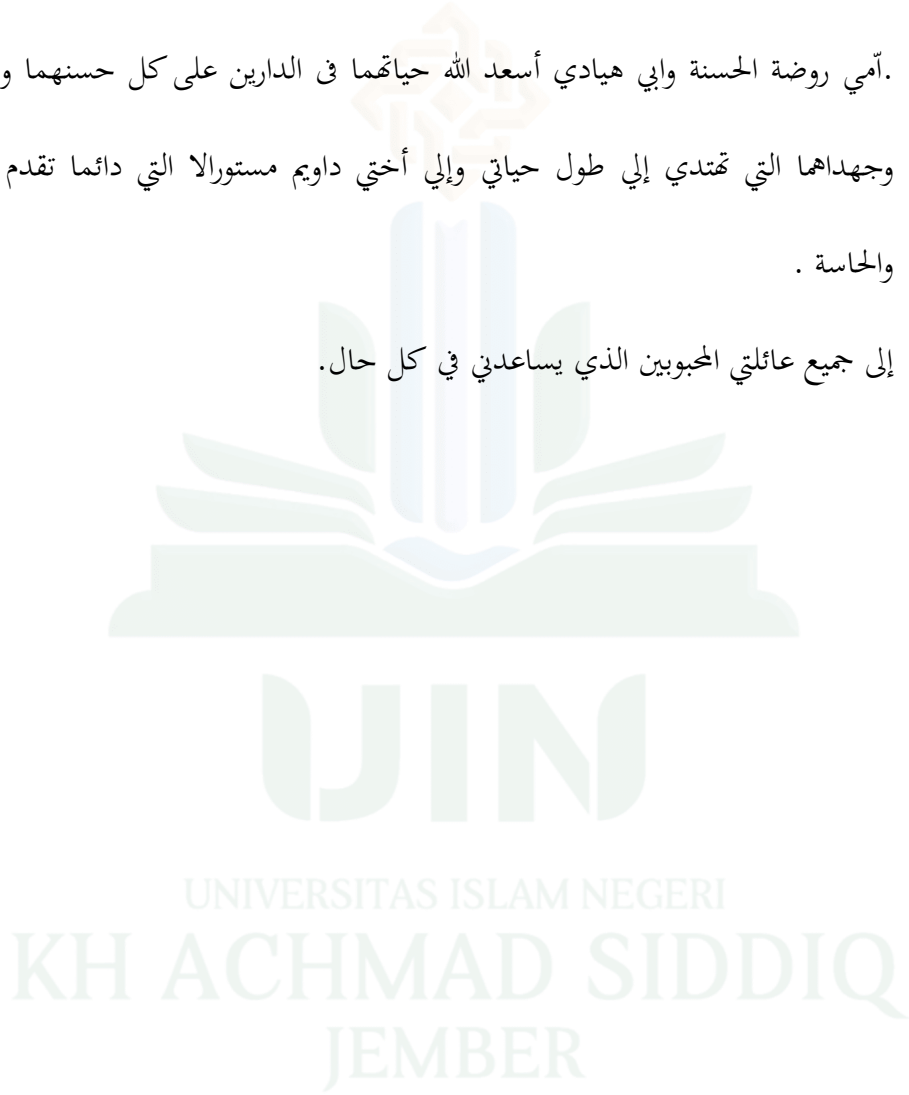 .اّمي روضة الحسنة وابي هيادي أسعد الله حياتهما فى الدارين على كل حسنهما و
وجهداهما التي تهتدي إلي طول حياتي وإلي أختي داويم مستورالا التي دائما تقدم
والحاسة .
إلى جميع عائلتي المحبوبين الذي يساعدني في كل حال.
UIN
UNIVERSITAS ISLAM NEGERI
KH ACHMAD SIDDIQ
JEMBER